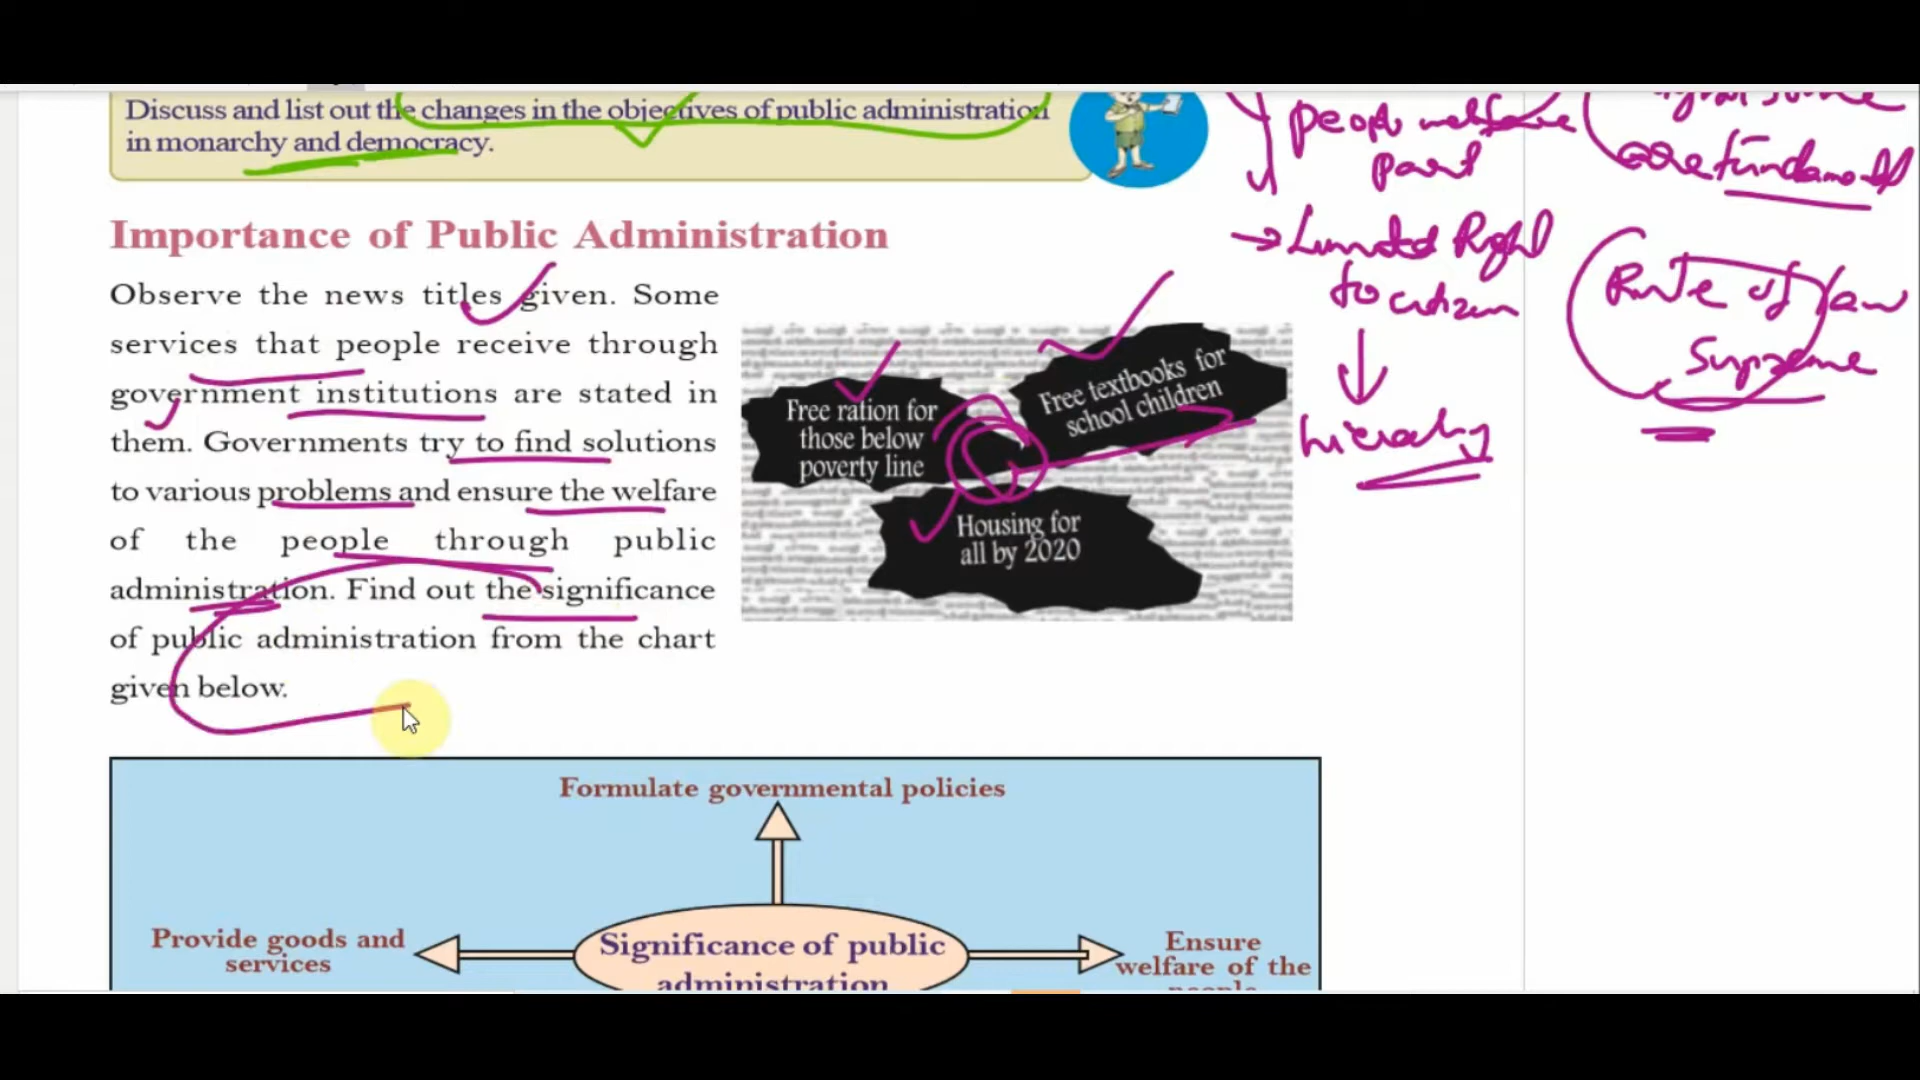 Discuss and list out the changes in the objectives of public administration
in monarchy and democracy.
people welfare
part
fundamental
Importance of Public Administration
→ Limited Right
to citizen
hierarchy
Rule of law
Supreme
Observe the news titles given. Some
services that people receive through
government institutions are stated in
them. Governments try to find solutions
to various problems and ensure the welfare
of the people through public
administration. Find out the significance
of public administration from the chart
given below.
Free ration for
those below
poverty line
Free textbooks for
school children
Housing for
all by 2020
Formulate governmental policies
Provide goods and
services
Significance of public
administration
Ensure
welfare of the
people